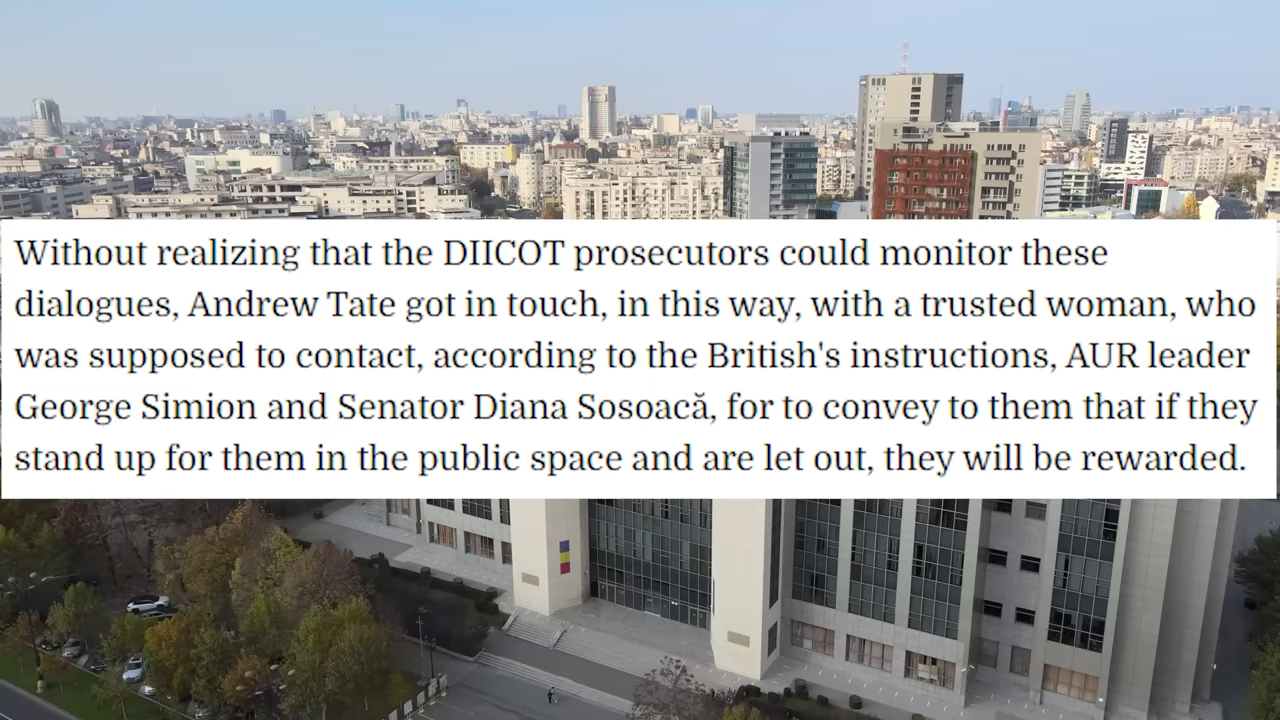 Without realizing that the DIICOT prosecutors could monitor these
dialogues, Andrew Tate got in touch, in this way, with a trusted woman, who
was supposed to contact, according to the British's instructions, AUR leader
George Simion and Senator Diana Sosoacă, for to convey to them that if they
stand up for them in the public space and are let out, they will be rewarded.